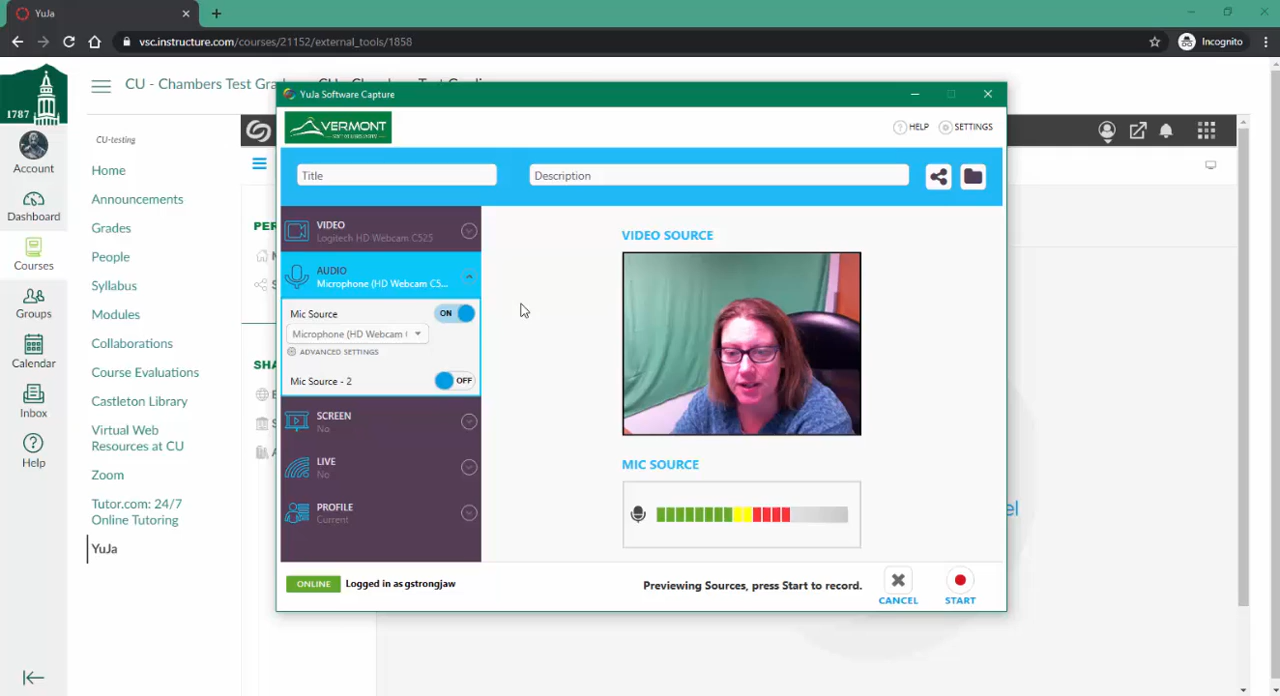 YuJa
vsc.instructure.com/courses/21152/external_tools/1858
Incognito
1787
CU - Chambers Test Gra
Account
Dashboard
Courses
Groups
Calendar
Inbox
Help
CU-testing
Home
Announcements
Grades
People
Syllabus
Modules
Collaborations
Course Evaluations
Castleton Library
Virtual Web
Resources at CU
Zoom
Tutor.com: 24/7
Online Tutoring
YuJa
PER
SHA
YuJa Software Capture
VERMONT
HELP
SETTINGS
Title
Description
VIDEO
Logitech HD Webcam C525
AUDIO
Microphone (HD Webcam C5...
Mic Source
ON
Microphone (HD Webcam (
ADVANCED SETTINGS
Mic Source - 2
OFF
SCREEN
No
LIVE
No
PROFILE
Current
VIDEO SOURCE
MIC SOURCE
ONLINE
Logged in as gstrongjaw
Previewing Sources, press Start to record.
CANCEL
START
el